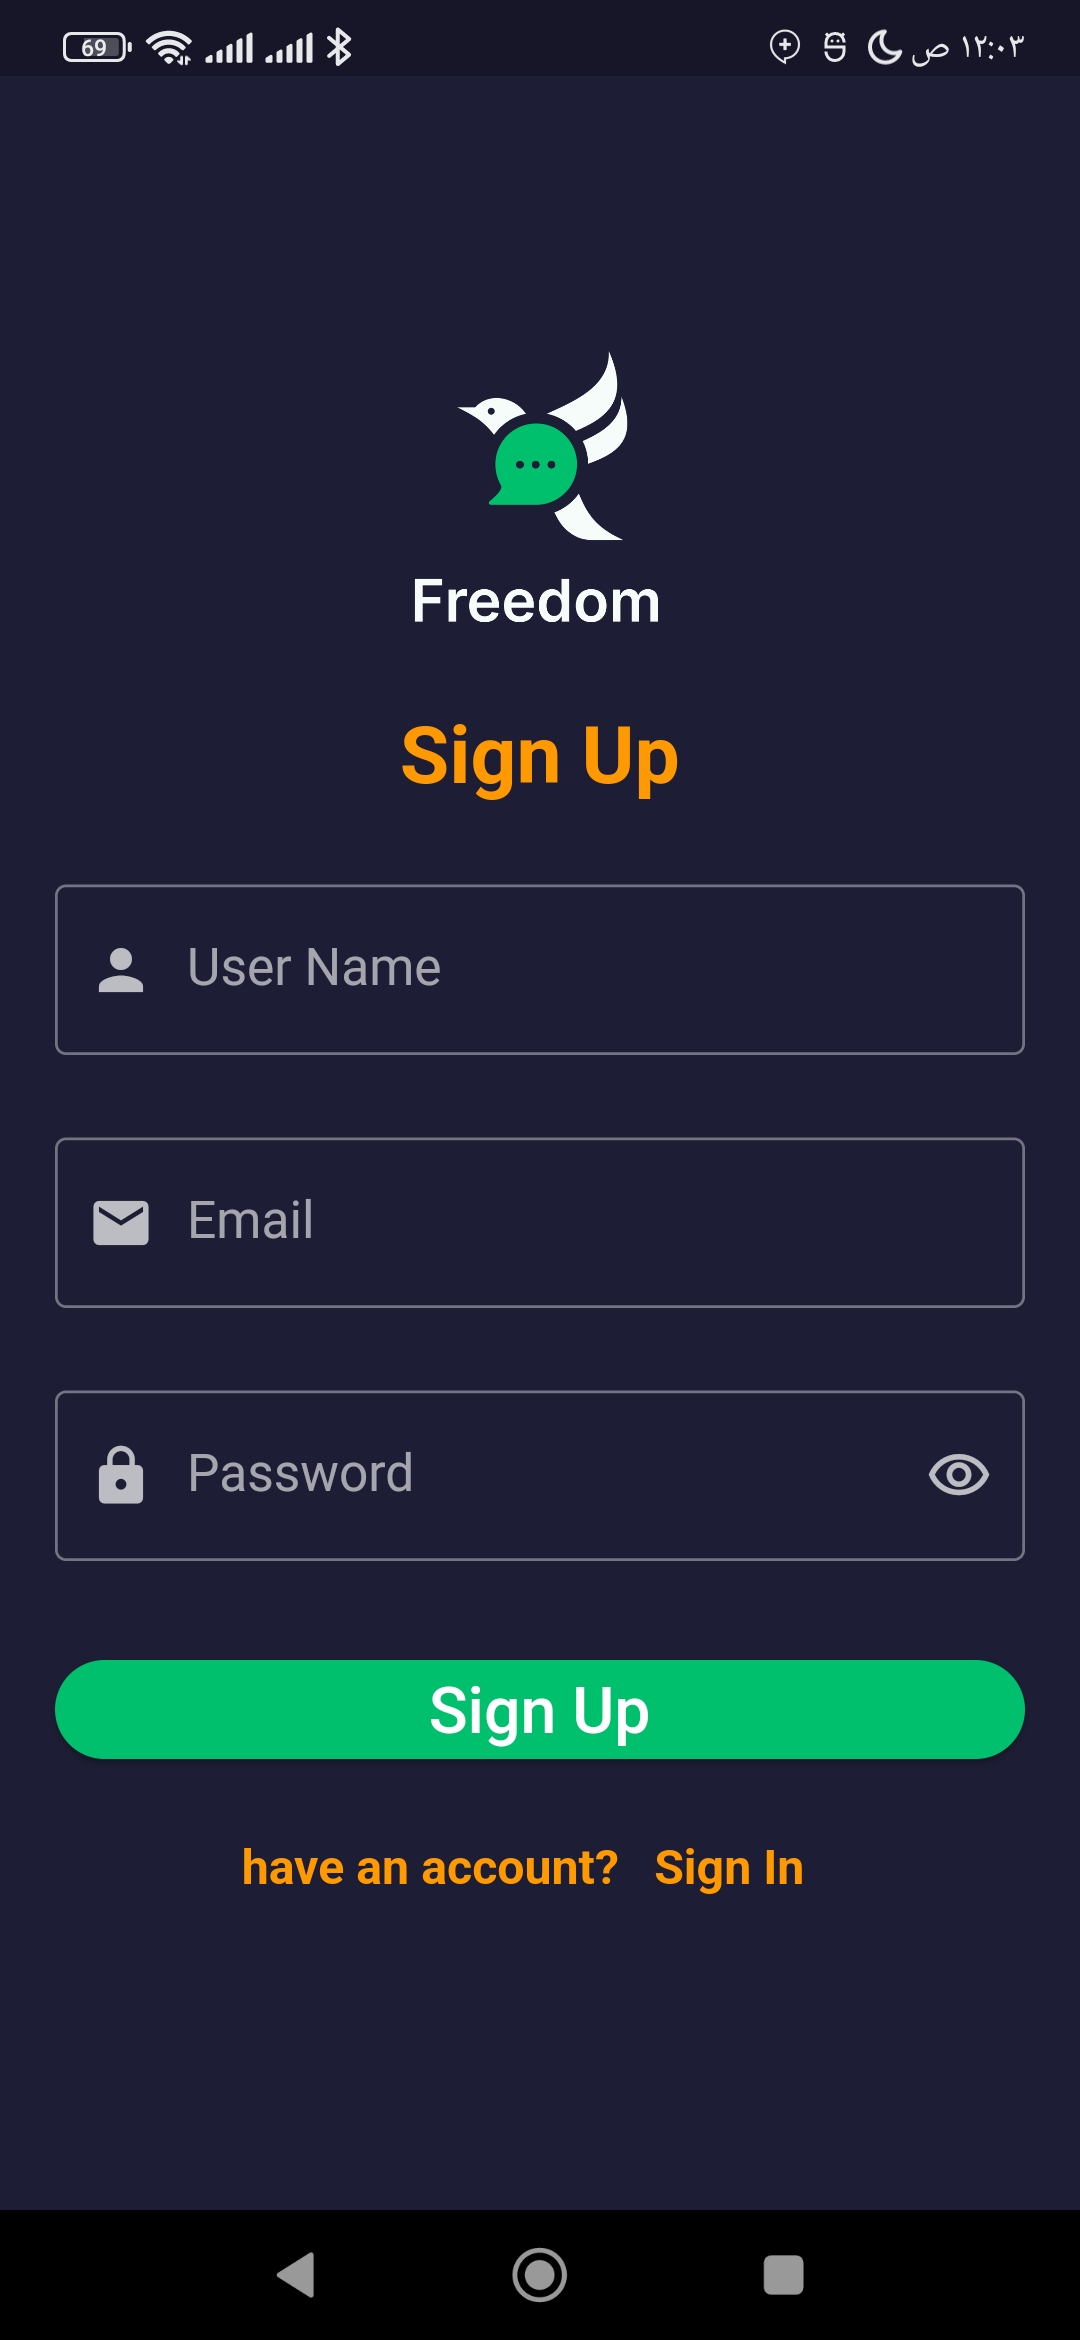 69 ص ١٢:٠٣
Freedom
Sign Up
User Name
Email
Password
Sign Up
have an account? Sign In